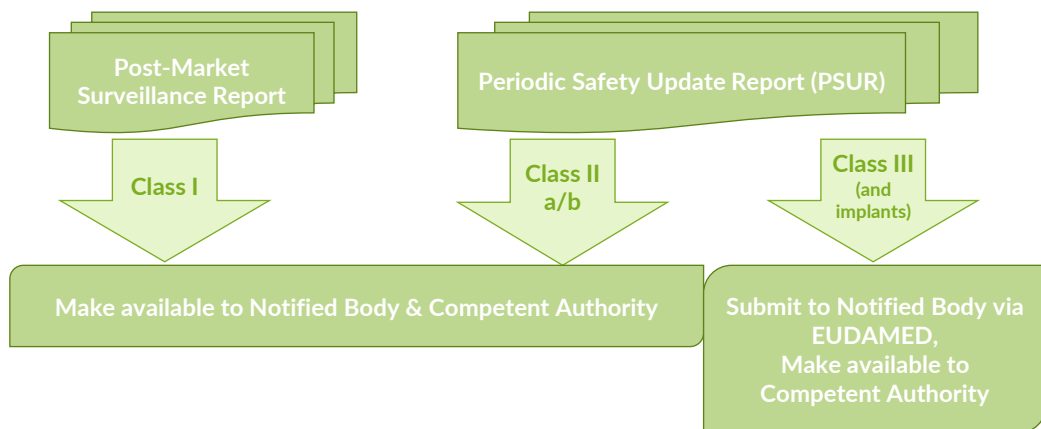 Post-Market
Surveillance Report
Periodic Safety Update Report (PSUR)
Class I
Class II
a/b
Class III
(and
implants)
Make available to Notified Body & Competent Authority
Submit to Notified Body via
EUDAMED,
Make available to
Competent Authority